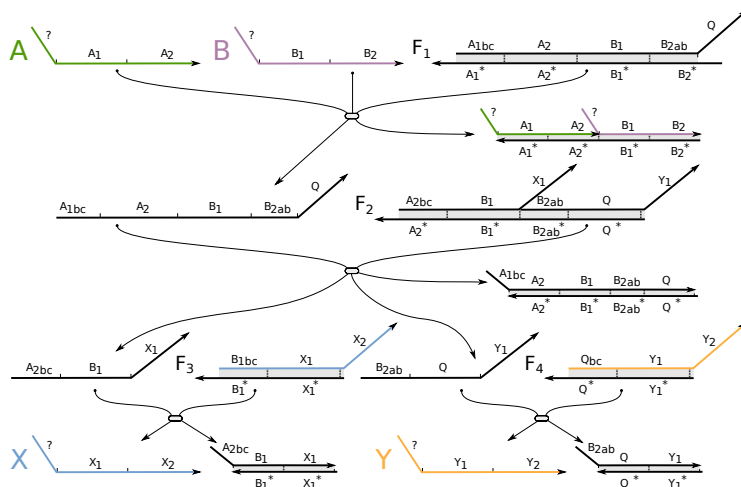 A ? A1 A2 B ? B1 B2 F1 A1bc A2 B1 B2ab Q
A1* A2* B1* B2*
? A1 A2 ? B1 B2
A1* A2* B1* B2*
A1bc A2 B1 B2ab Q F2 A2bc B1 X1 B2ab Q Y1
A2* B1* B2ab* Q*
A1bc A2 B1 B2ab Q
A2* B1* B2ab* Q*
A2bc B1 X1 F3 B1bc X1 X2 B2ab Q Y1 F4 Qbc Y1 Y2
B1* X1* Q* Y1*
X ? X1 X2 A2bc B1 X1 Y ? Y1 Y2 B2ab Q Y1
B1* X1* Q* Y1*